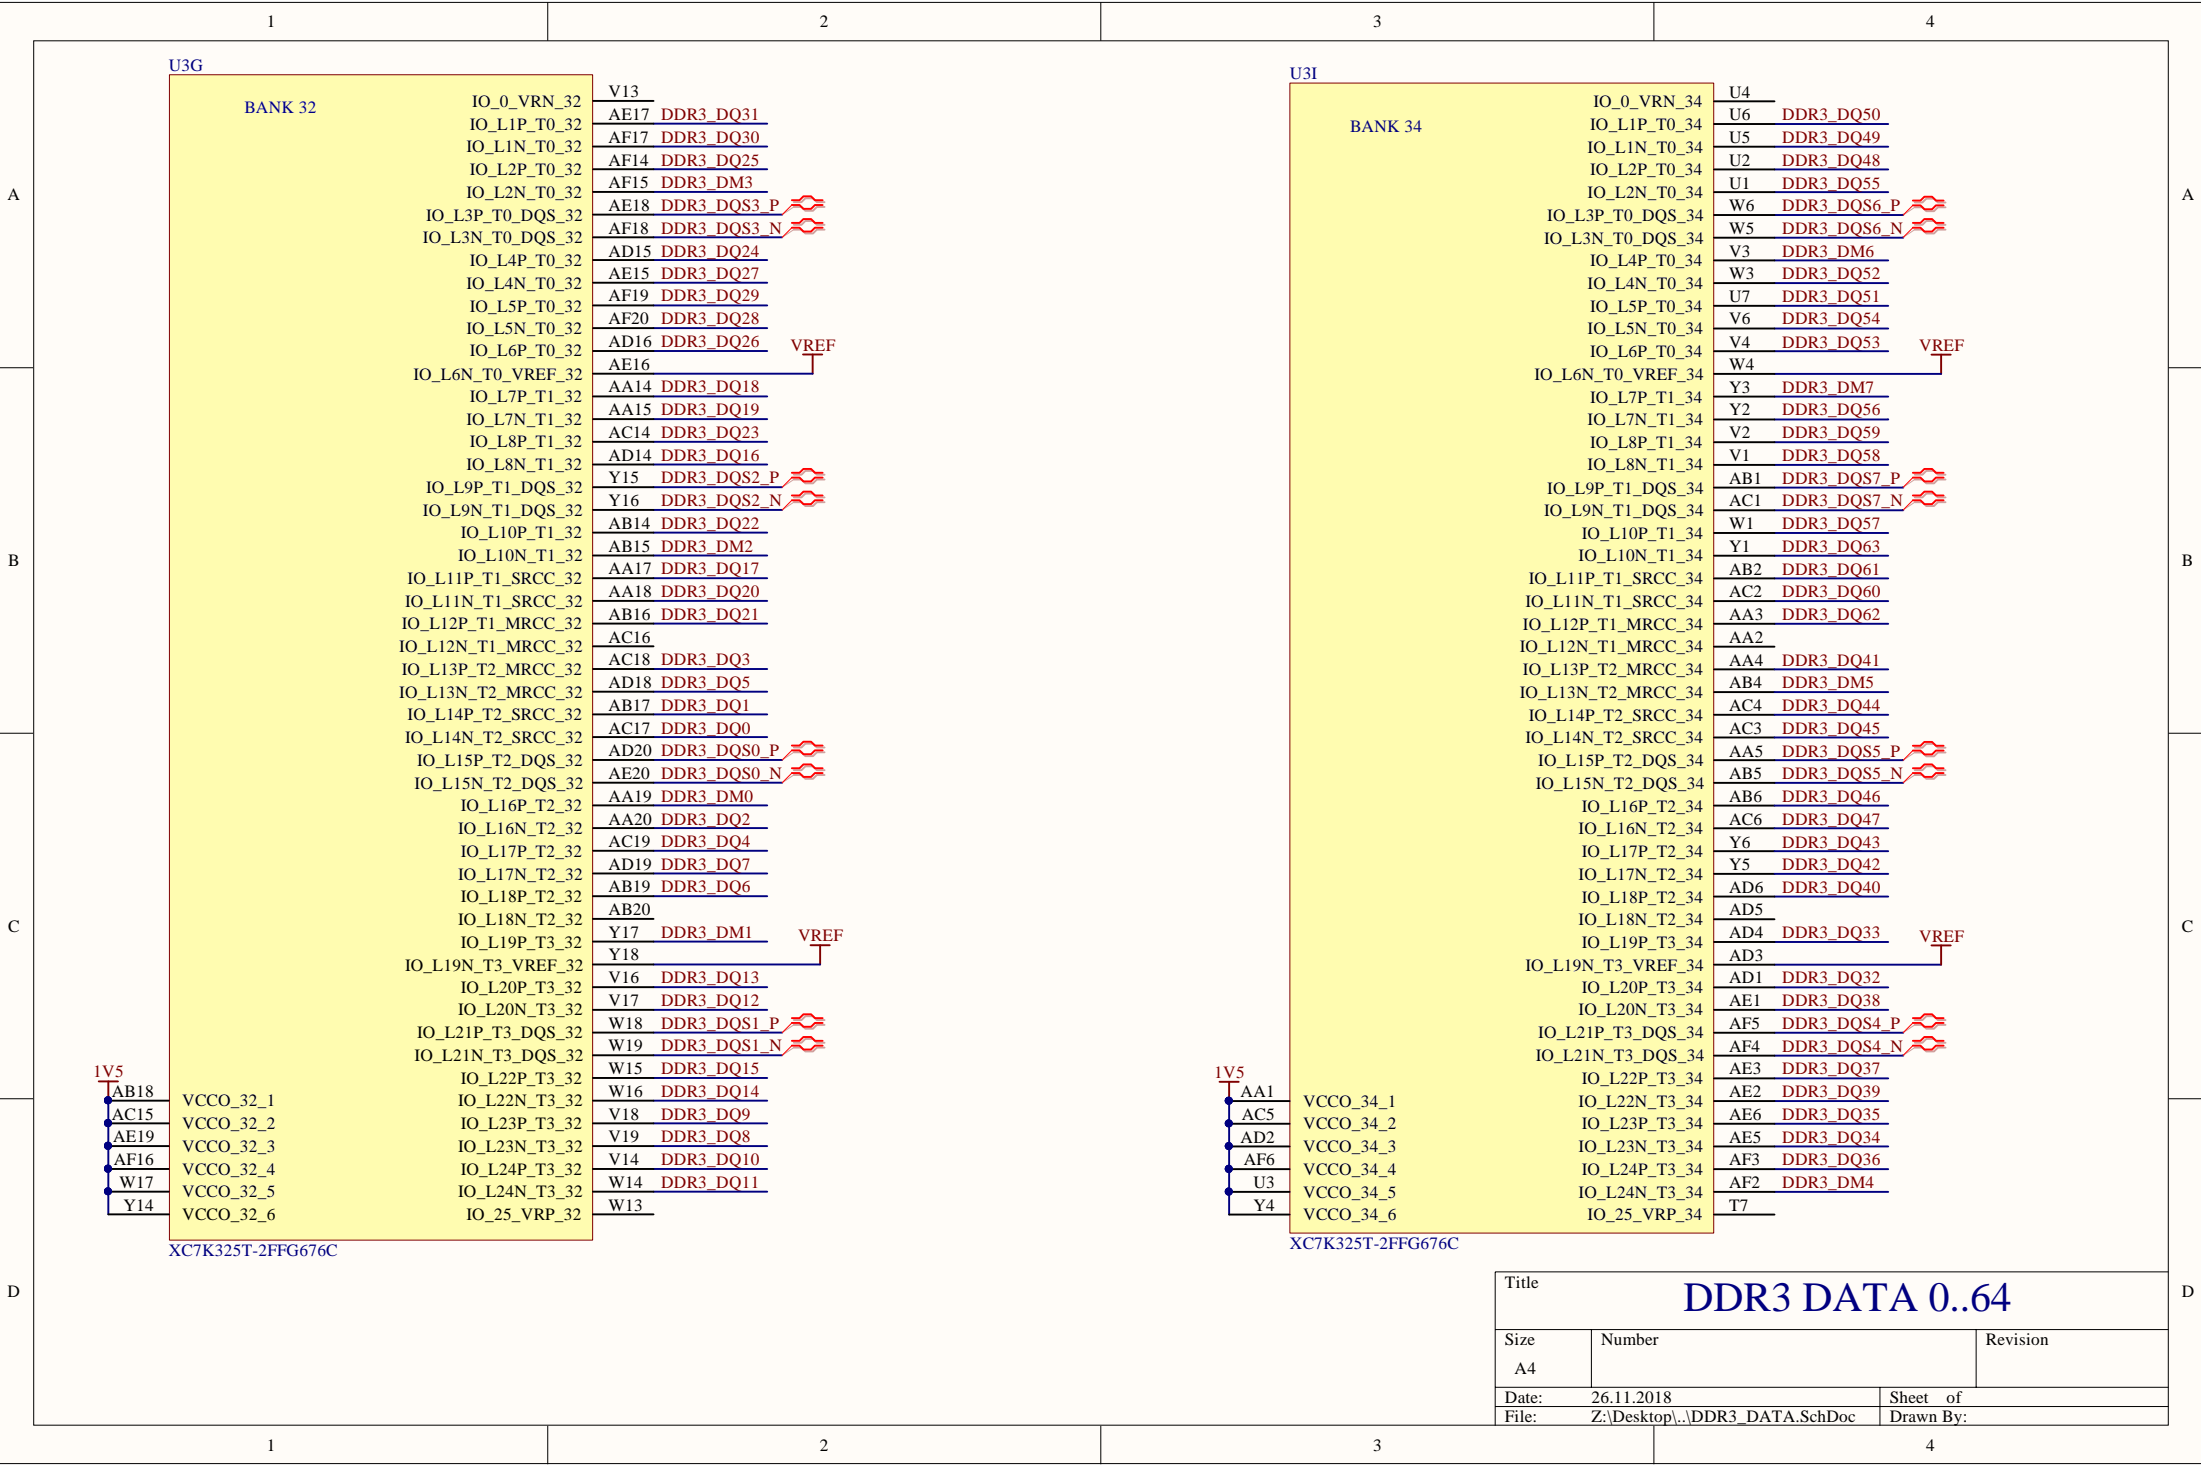 1 2 3 4
A A
B B
C C
D D
U3G
BANK 32
IO_0_VRN_32 V13
IO_L1P_T0_32 AE17 DDR3_DQ31
IO_L1N_T0_32 AF17 DDR3_DQ30
IO_L2P_T0_32 AF14 DDR3_DQ25
IO_L2N_T0_32 AF15 DDR3_DM3
IO_L3P_T0_DQS_32 AE18 DDR3_DQS3_P
IO_L3N_T0_DQS_32 AF18 DDR3_DQS3_N
IO_L4P_T0_32 AD15 DDR3_DQ24
IO_L4N_T0_32 AE15 DDR3_DQ27
IO_L5P_T0_32 AF19 DDR3_DQ29
IO_L5N_T0_32 AF20 DDR3_DQ28
IO_L6P_T0_32 AD16 DDR3_DQ26
IO_L6N_T0_VREF_32 AE16 VREF
IO_L7P_T1_32 AA14 DDR3_DQ18
IO_L7N_T1_32 AA15 DDR3_DQ19
IO_L8P_T1_32 AC14 DDR3_DQ23
IO_L8N_T1_32 AD14 DDR3_DQ16
IO_L9P_T1_DQS_32 Y15 DDR3_DQS2_P
IO_L9N_T1_DQS_32 Y16 DDR3_DQS2_N
IO_L10P_T1_32 AB14 DDR3_DQ22
IO_L10N_T1_32 AB15 DDR3_DM2
IO_L11P_T1_SRCC_32 AA17 DDR3_DQ17
IO_L11N_T1_SRCC_32 AA18 DDR3_DQ20
IO_L12P_T1_MRCC_32 AB16 DDR3_DQ21
IO_L12N_T1_MRCC_32 AC16
IO_L13P_T2_MRCC_32 AC18 DDR3_DQ3
IO_L13N_T2_MRCC_32 AD18 DDR3_DQ5
IO_L14P_T2_SRCC_32 AB17 DDR3_DQ1
IO_L14N_T2_SRCC_32 AC17 DDR3_DQ0
IO_L15P_T2_DQS_32 AD20 DDR3_DQS0_P
IO_L15N_T2_DQS_32 AE20 DDR3_DQS0_N
IO_L16P_T2_32 AA19 DDR3_DM0
IO_L16N_T2_32 AA20 DDR3_DQ2
IO_L17P_T2_32 AC19 DDR3_DQ4
IO_L17N_T2_32 AD19 DDR3_DQ7
IO_L18P_T2_32 AB19 DDR3_DQ6
IO_L18N_T2_32 AB20
IO_L19P_T3_32 Y17 DDR3_DM1
IO_L19N_T3_VREF_32 Y18 VREF
IO_L20P_T3_32 V16 DDR3_DQ13
IO_L20N_T3_32 V17 DDR3_DQ12
IO_L21P_T3_DQS_32 W18 DDR3_DQS1_P
IO_L21N_T3_DQS_32 W19 DDR3_DQS1_N
IO_L22P_T3_32 W15 DDR3_DQ15
IO_L22N_T3_32 W16 DDR3_DQ14
IO_L23P_T3_32 V18 DDR3_DQ9
IO_L23N_T3_32 V19 DDR3_DQ8
IO_L24P_T3_32 V14 DDR3_DQ10
IO_L24N_T3_32 W14 DDR3_DQ11
IO_25_VRP_32 W13
1V5
AB18 VCCO_32_1
AC15 VCCO_32_2
AE19 VCCO_32_3
AF16 VCCO_32_4
W17 VCCO_32_5
Y14 VCCO_32_6
XC7K325T-2FFG676C
U3I
BANK 34
IO_0_VRN_34 U4
IO_L1P_T0_34 U6 DDR3_DQ50
IO_L1N_T0_34 U5 DDR3_DQ49
IO_L2P_T0_34 U2 DDR3_DQ48
IO_L2N_T0_34 U1 DDR3_DQ55
IO_L3P_T0_DQS_34 W6 DDR3_DQS6_P
IO_L3N_T0_DQS_34 W5 DDR3_DQS6_N
IO_L4P_T0_34 V3 DDR3_DM6
IO_L4N_T0_34 W3 DDR3_DQ52
IO_L5P_T0_34 U7 DDR3_DQ51
IO_L5N_T0_34 V6 DDR3_DQ54
IO_L6P_T0_34 V4 DDR3_DQ53
IO_L6N_T0_VREF_34 W4 VREF
IO_L7P_T1_34 Y3 DDR3_DM7
IO_L7N_T1_34 Y2 DDR3_DQ56
IO_L8P_T1_34 V2 DDR3_DQ59
IO_L8N_T1_34 V1 DDR3_DQ58
IO_L9P_T1_DQS_34 AB1 DDR3_DQS7_P
IO_L9N_T1_DQS_34 AC1 DDR3_DQS7_N
IO_L10P_T1_34 W1 DDR3_DQ57
IO_L10N_T1_34 Y1 DDR3_DQ63
IO_L11P_T1_SRCC_34 AB2 DDR3_DQ61
IO_L11N_T1_SRCC_34 AC2 DDR3_DQ60
IO_L12P_T1_MRCC_34 AA3 DDR3_DQ62
IO_L12N_T1_MRCC_34 AA2
IO_L13P_T2_MRCC_34 AA4 DDR3_DQ41
IO_L13N_T2_MRCC_34 AB4 DDR3_DM5
IO_L14P_T2_SRCC_34 AC4 DDR3_DQ44
IO_L14N_T2_SRCC_34 AC3 DDR3_DQ45
IO_L15P_T2_DQS_34 AA5 DDR3_DQS5_P
IO_L15N_T2_DQS_34 AB5 DDR3_DQS5_N
IO_L16P_T2_34 AB6 DDR3_DQ46
IO_L16N_T2_34 AC6 DDR3_DQ47
IO_L17P_T2_34 Y6 DDR3_DQ43
IO_L17N_T2_34 Y5 DDR3_DQ42
IO_L18P_T2_34 AD6 DDR3_DQ40
IO_L18N_T2_34 AD5
IO_L19P_T3_34 AD4 DDR3_DQ33
IO_L19N_T3_VREF_34 AD3 VREF
IO_L20P_T3_34 AD1 DDR3_DQ32
IO_L20N_T3_34 AE1 DDR3_DQ38
IO_L21P_T3_DQS_34 AF5 DDR3_DQS4_P
IO_L21N_T3_DQS_34 AF4 DDR3_DQS4_N
IO_L22P_T3_34 AE3 DDR3_DQ37
IO_L22N_T3_34 AE2 DDR3_DQ39
IO_L23P_T3_34 AE6 DDR3_DQ35
IO_L23N_T3_34 AE5 DDR3_DQ34
IO_L24P_T3_34 AF3 DDR3_DQ36
IO_L24N_T3_34 AF2 DDR3_DM4
IO_25_VRP_34 T7
1V5
AA1 VCCO_34_1
AC5 VCCO_34_2
AD2 VCCO_34_3
AF6 VCCO_34_4
U3 VCCO_34_5
Y4 VCCO_34_6
XC7K325T-2FFG676C
Title
DDR3 DATA 0..64
Size Number Revision
A4
Date: 26.11.2018 Sheet of
File: Z:\Desktop\..\DDR3_DATA.SchDoc Drawn By:
1 2 3 4